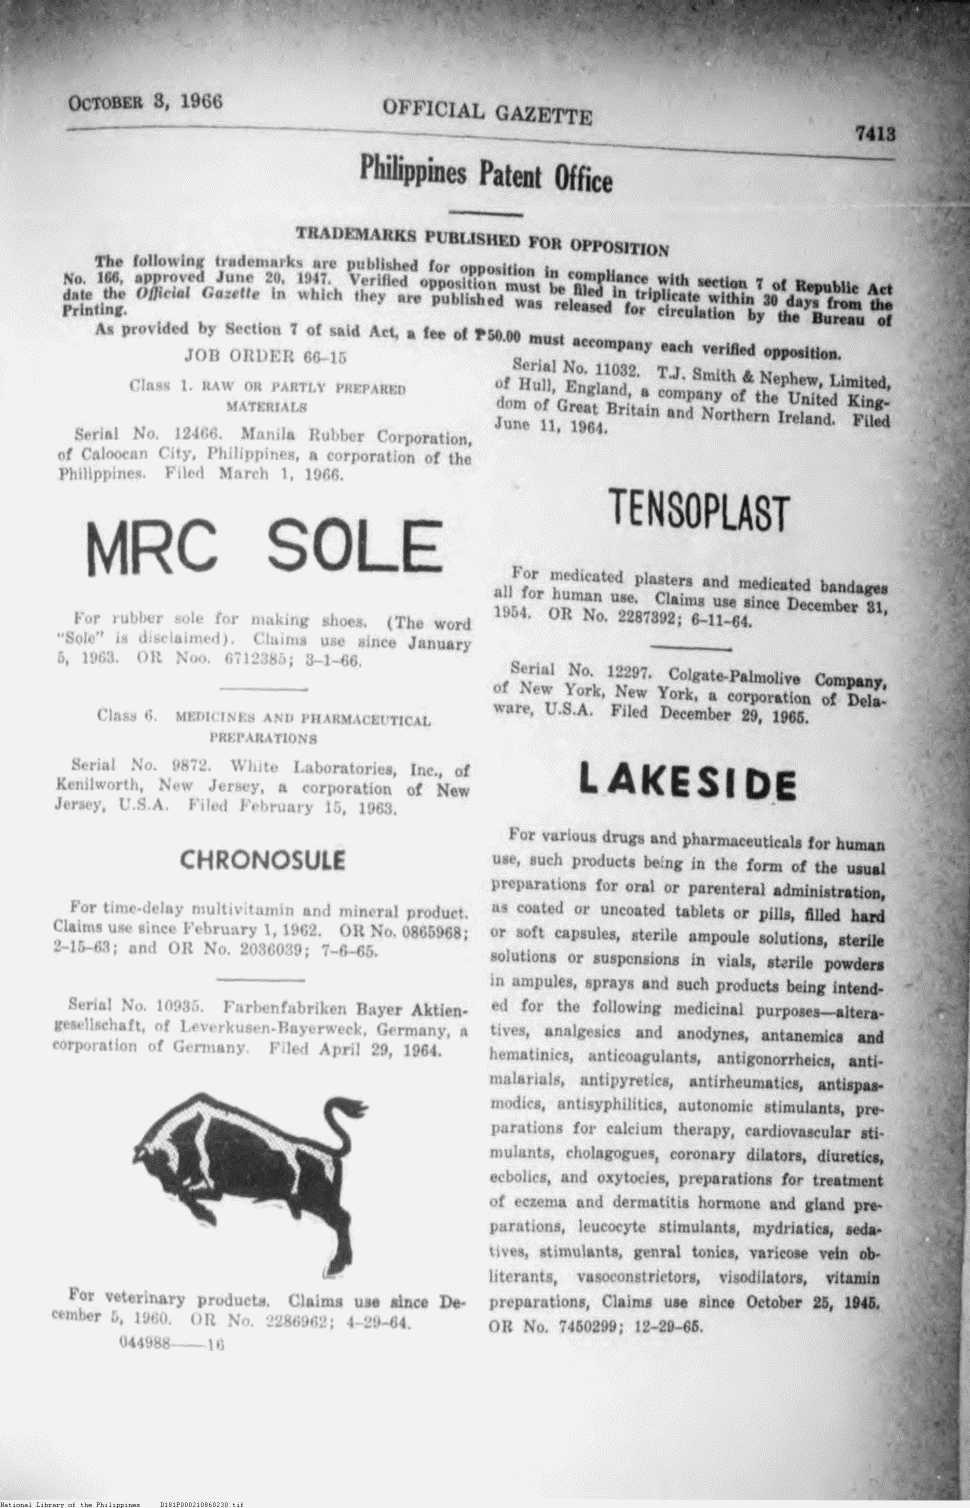 OCTOBER 3, 1966
OFFICIAL GAZETTE
7413
Philippines Patent Office
TRADEMARKS PUBLISHED FOR OPPOSITION
The following trademarks are published for opposition in compliance with section 7 of Republic Act
No. 166, approved June 20, 1947. Verified opposition must be filed in triplicate within 30 days from the
date the Official Gazette in which they are published was released for circulation by the Bureau of
Printing.
As provided by Section 7 of said Act, a fee of ₱50.00 must accompany each verified opposition.
JOB ORDER 66-15
Class 1. RAW OR PARTLY PREPARED
MATERIALS
Serial No. 12466. Manila Rubber Corporation,
of Caloocan City, Philippines, a corporation of the
Philippines. Filed March 1, 1966.
MRC SOLE
For rubber sole for making shoes. (The word
"Sole" is disclaimed). Claims use since January
5, 1963. OR Noo. 6712385; 3-1-66.
Class 6. MEDICINES AND PHARMACEUTICAL
PREPARATIONS
Serial No. 9872. White Laboratories, Inc., of
Kenilworth, New Jersey, a corporation of New
Jersey, U.S.A. Filed February 15, 1963.
CHRONOSULE
For time-delay multivitamin and mineral product.
Claims use since February 1, 1962. OR No. 0865968;
2-15-63; and OR No. 2036039; 7-6-65.
Serial No. 10935. Farbenfabriken Bayer Aktien-
gesellschaft, of Leverkusen-Bayerweck, Germany, a
corporation of Germany. Filed April 29, 1964.
For veterinary products. Claims use since De-
cember 5, 1960. OR No. 2286962; 4-29-64.
044988——16
Serial No. 11032. T.J. Smith & Nephew, Limited,
of Hull, England, a company of the United King-
dom of Great Britain and Northern Ireland. Filed
June 11, 1964.
TENSOPLAST
For medicated plasters and medicated bandages
all for human use. Claims use since December 31,
1954. OR No. 2287392; 6-11-64.
Serial No. 12297. Colgate-Palmolive Company,
of New York, New York, a corporation of Dela-
ware, U.S.A. Filed December 29, 1965.
LAKESIDE
For various drugs and pharmaceuticals for human
use, such products being in the form of the usual
preparations for oral or parenteral administration,
as coated or uncoated tablets or pills, filled hard
or soft capsules, sterile ampoule solutions, sterile
solutions or suspensions in vials, sterile powders
in ampules, sprays and such products being intend-
ed for the following medicinal purposes—altera-
tives, analgesics and anodynes, antanemics and
hematinics, anticoagulants, antigonorrheics, anti-
malarials, antipyretics, antirheumatics, antispas-
modics, antisyphilitics, autonomic stimulants, pre-
parations for calcium therapy, cardiovascular sti-
mulants, cholagogues, coronary dilators, diuretics,
ecbolics, and oxytocies, preparations for treatment
of eczema and dermatitis hormone and gland pre-
parations, leucocyte stimulants, mydriatics, seda-
tives, stimulants, genral tonics, varicose vein ob-
literants, vasoconstrictors, visodilators, vitamin
preparations, Claims use since October 25, 1945.
OR No. 7450299; 12-29-65.
National Library of the Philippines D181P000210860230.tif